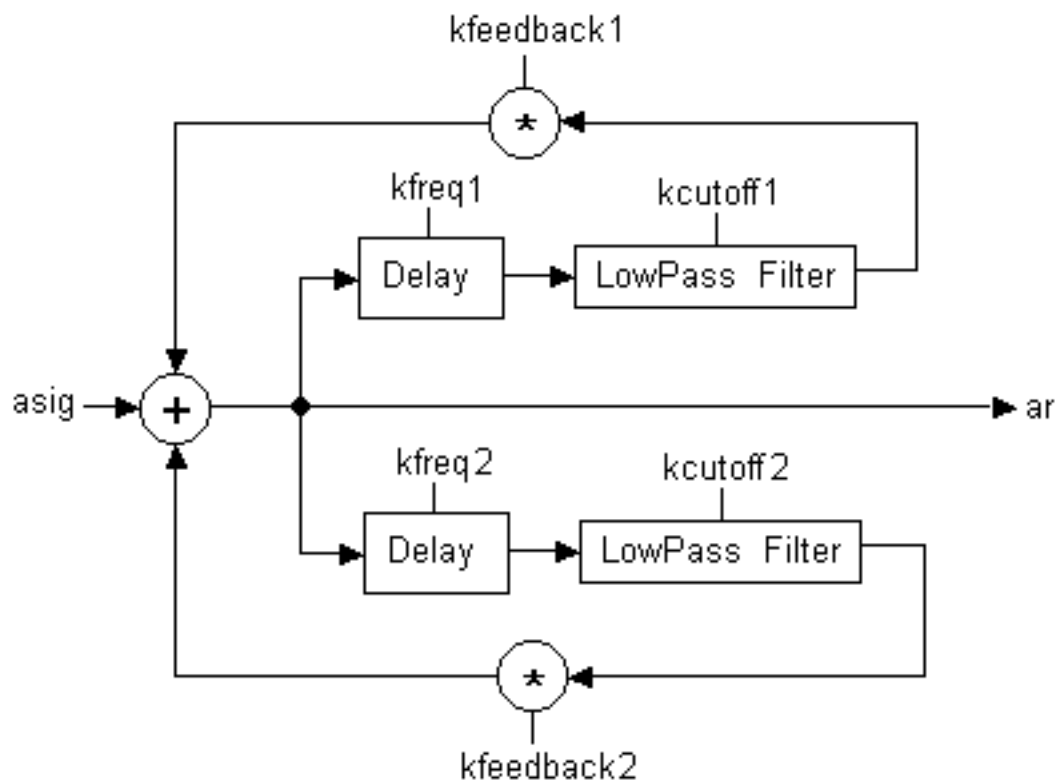 kfeedback1
*
kfreq1
kcutoff1
Delay
LowPass Filter
asig
+
ar
kfreq2
kcutoff2
Delay
LowPass Filter
*
kfeedback2